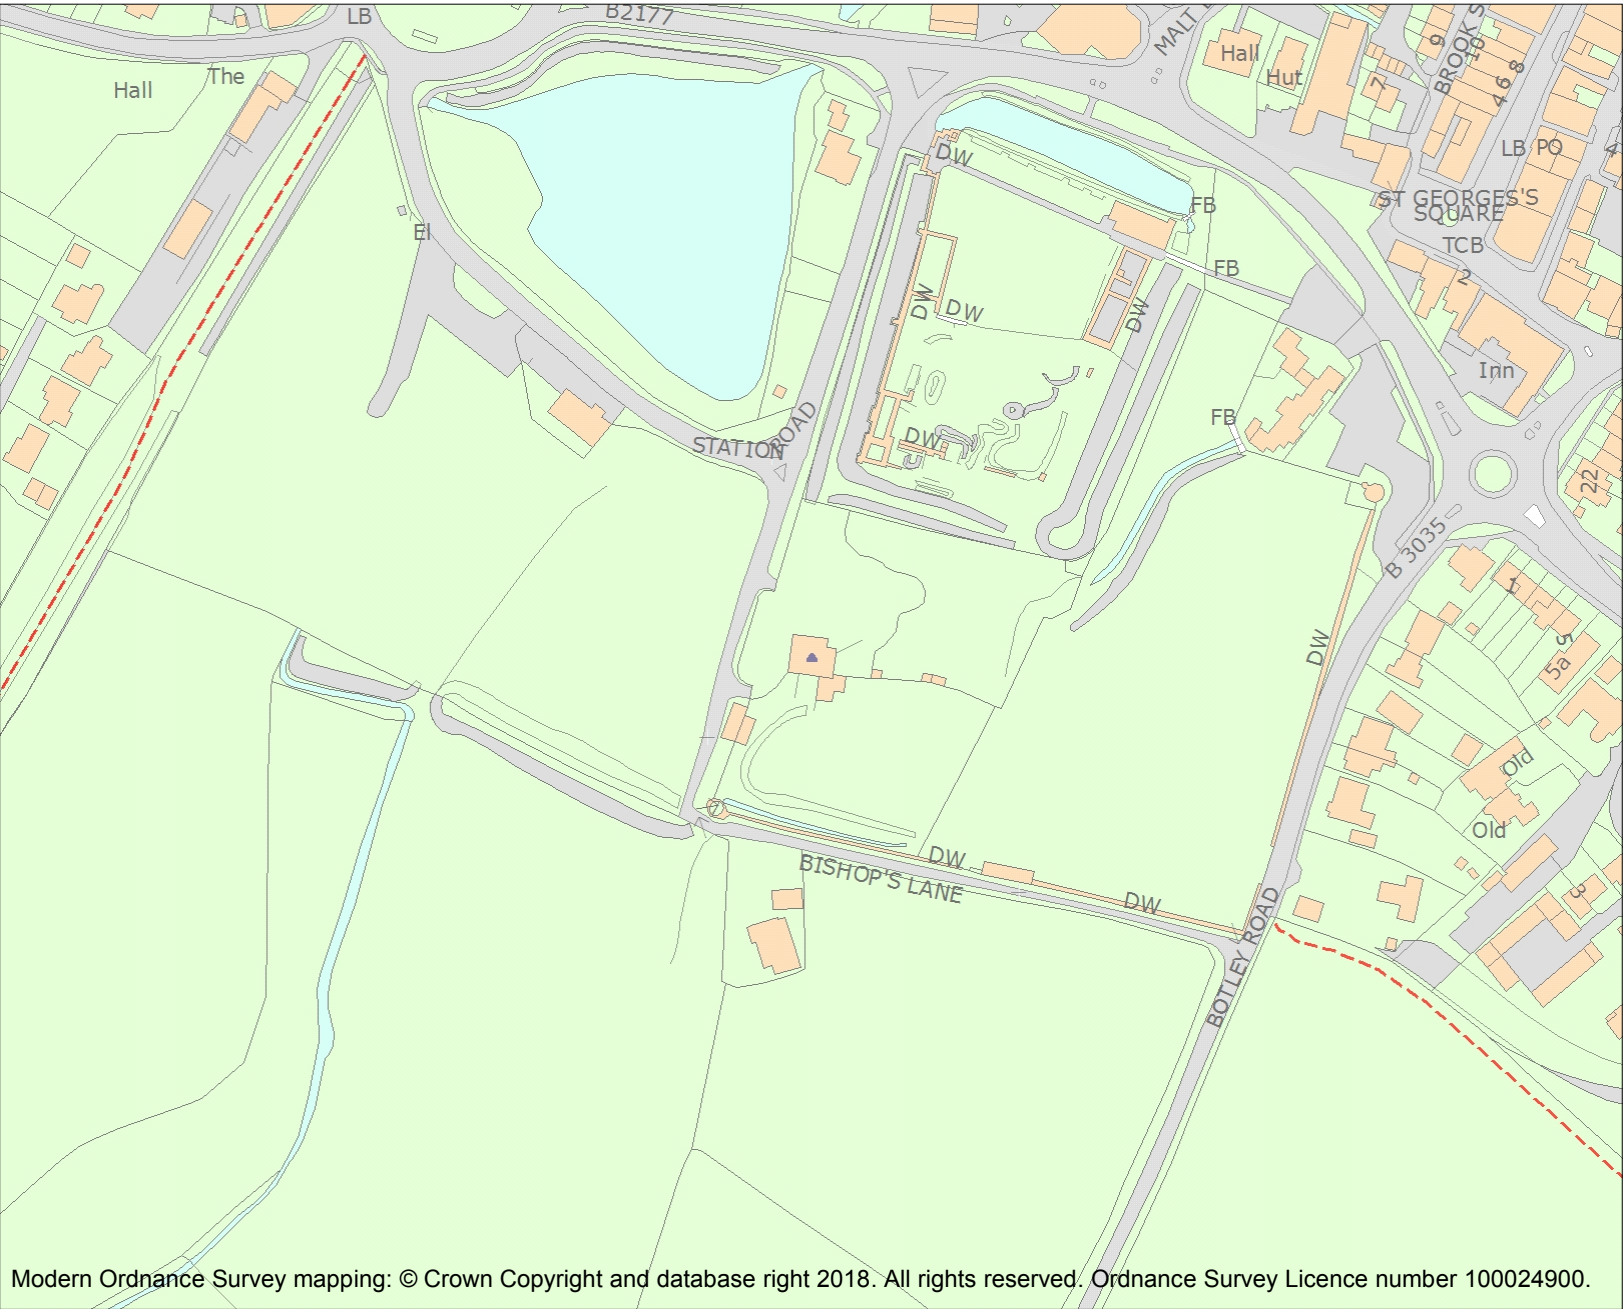 LB
B2177
MALT
Hall
The
Hall
Hut
7
9
10
BROOK S
4 6 8
LB PO
4
ST GEORGES'S
SQUARE
TCB
2
DW
FB
El
FB
DW
DW
DW
Inn
FB
STATION
ROAD
DW
22
B 3035
1
5
5a
DW
Old
Old
BISHOP'S LANE
DW
DW
3
BOTLEY ROAD
Modern Ordnance Survey mapping: © Crown Copyright and database right 2018. All rights reserved. Ordnance Survey Licence number 100024900.